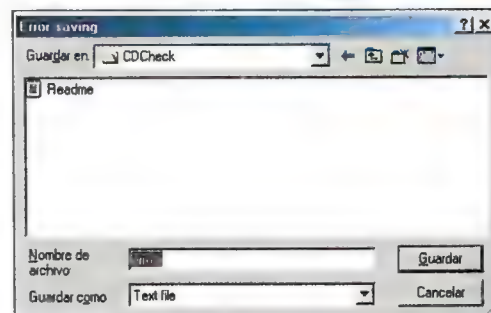 Error saving
Guardar en: CDCheck
Readme
Nombre de
archivo:
Guardar
Guardar como
Text file
Cancelar